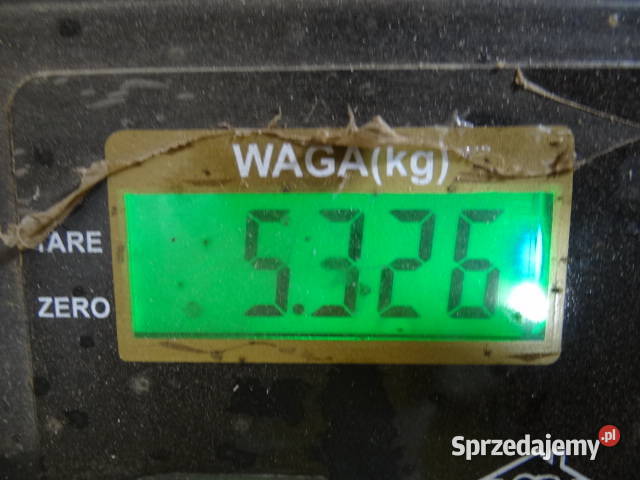 WAGA(kg)
5.326
TARE
ZERO
Sprzedajemy.pl